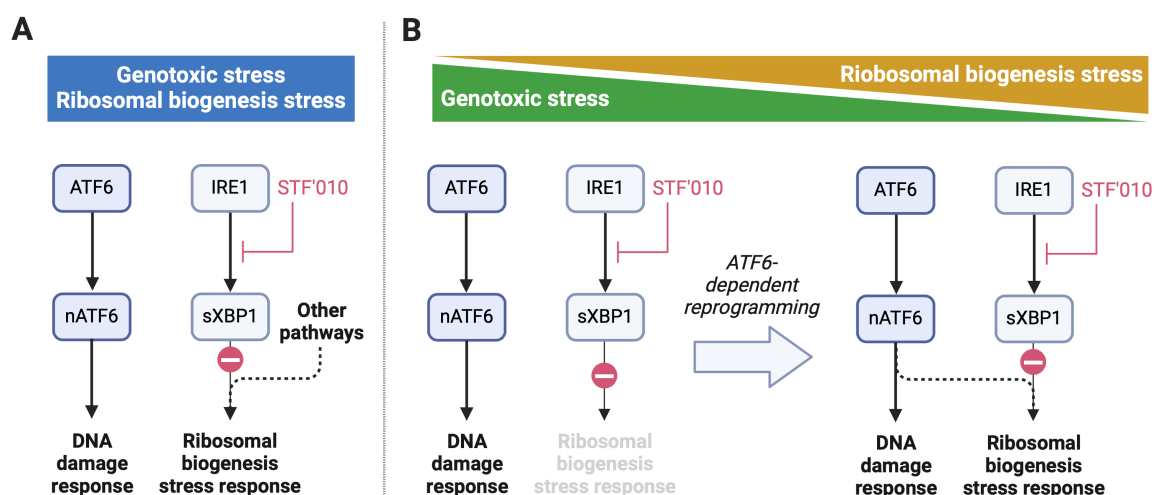 A
Genotoxic stress
Ribosomal biogenesis stress
ATF6
IRE1
STF'010
nATF6
sXBP1
Other
pathways
DNA
damage
response
Ribosomal
biogenesis
stress response
B
Riobosomal biogenesis stress
Genotoxic stress
ATF6
IRE1
STF'010
nATF6
sXBP1
DNA
damage
response
Ribosomal
biogenesis
stress response
ATF6-
dependent
reprogramming
ATF6
IRE1
STF'010
nATF6
sXBP1
DNA
damage
response
Ribosomal
biogenesis
stress response